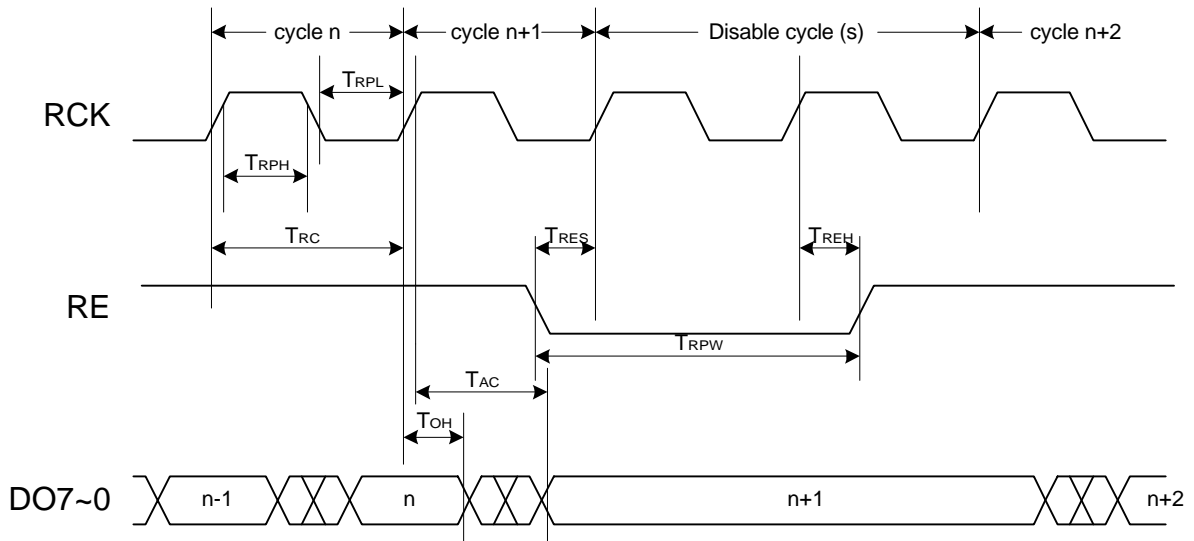 cycle n
cycle n+1
Disable cycle (s)
cycle n+2
TRPL
RCK
TRPH
TRC
TRES
TREH
RE
TRPW
TAC
TOH
DO7~0
n-1
n
n+1
n+2